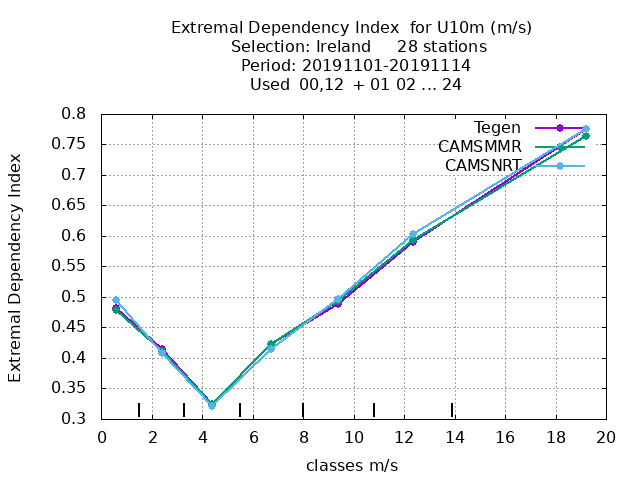 Extremal Dependency Index  for U10m (m/s)
Selection: Ireland     28 stations
Period: 20191101-20191114
Used  00,12  + 01 02 ... 24
Extremal Dependency Index
0.8
0.75
0.7
0.65
0.6
0.55
0.5
0.45
0.4
0.35
0.3
Tegen
CAMSMMR
CAMSNRT
0 2 4 6 8 10 12 14 16 18 20
classes m/s